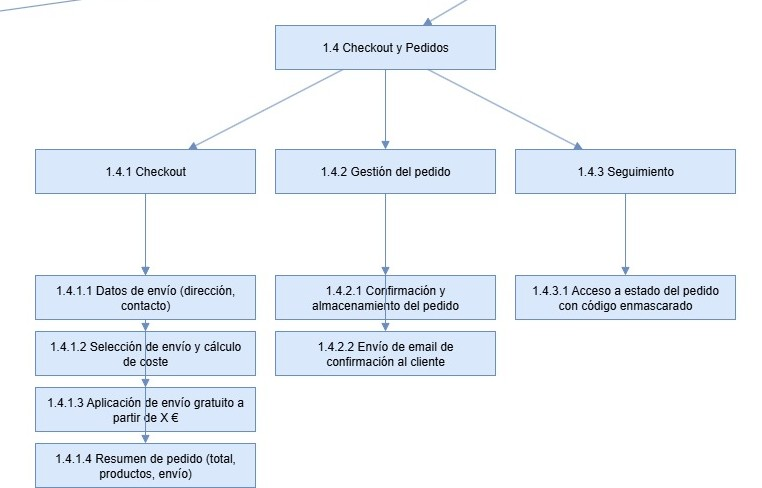 1.4 Checkout y Pedidos
1.4.1 Checkout
1.4.2 Gestión del pedido
1.4.3 Seguimiento
1.4.1.1 Datos de envío (dirección,
contacto)
1.4.2.1 Confirmación y
almacenamiento del pedido
1.4.3.1 Acceso a estado del pedido
con código enmascarado
1.4.1.2 Selección de envío y cálculo
de coste
1.4.2.2 Envío de email de
confirmación al cliente
1.4.1.3 Aplicación de envío gratuito a
partir de X €
1.4.1.4 Resumen de pedido (total,
productos, envío)